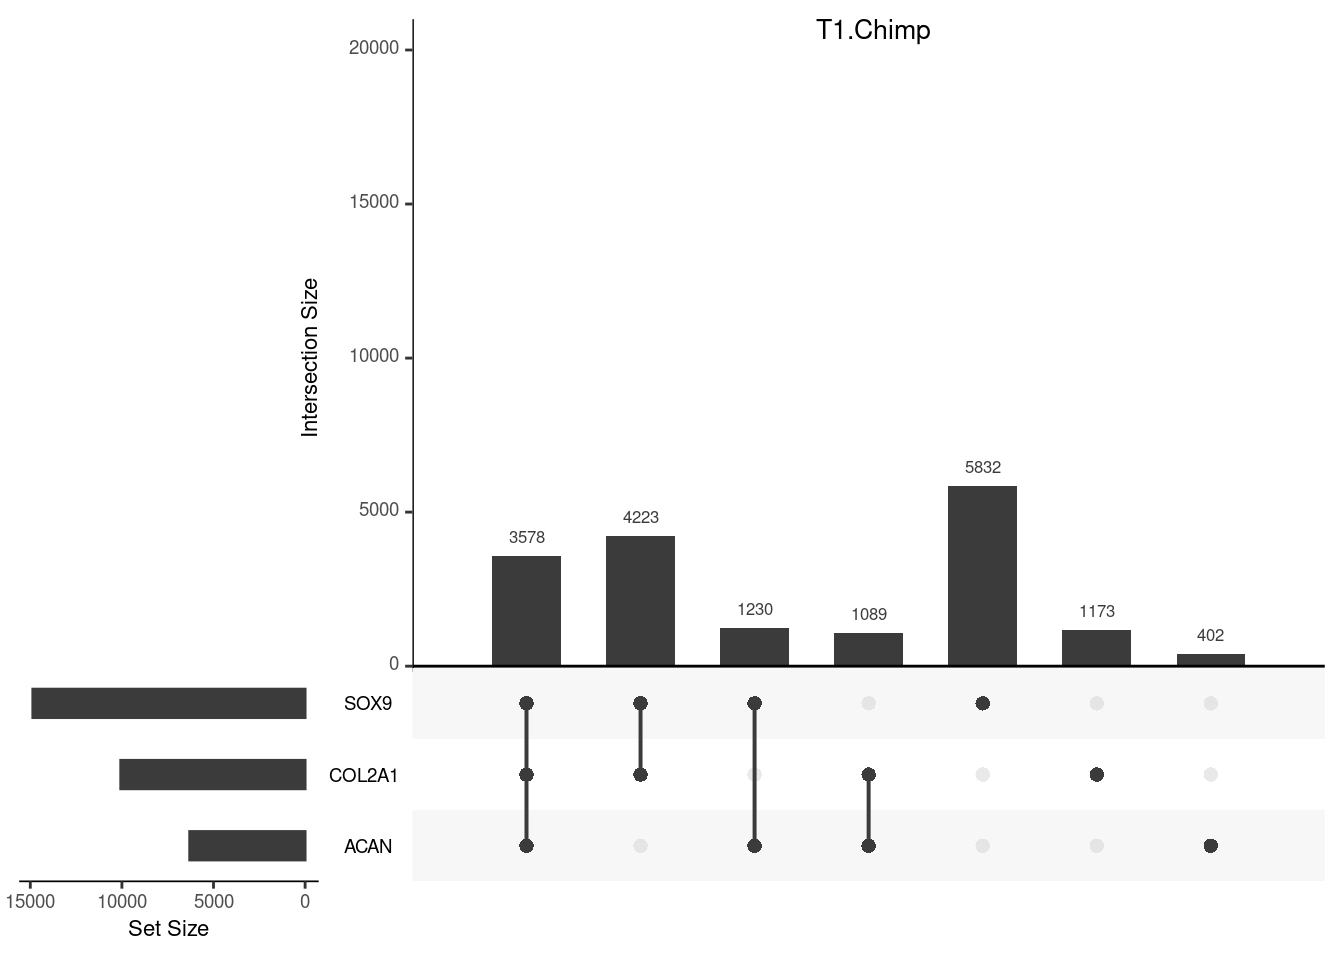 T1.Chimp
20000
15000
10000
5000
0
Intersection Size
3578
4223
1230
1089
5832
1173
402
SOX9
COL2A1
ACAN
15000 10000 5000 0
Set Size